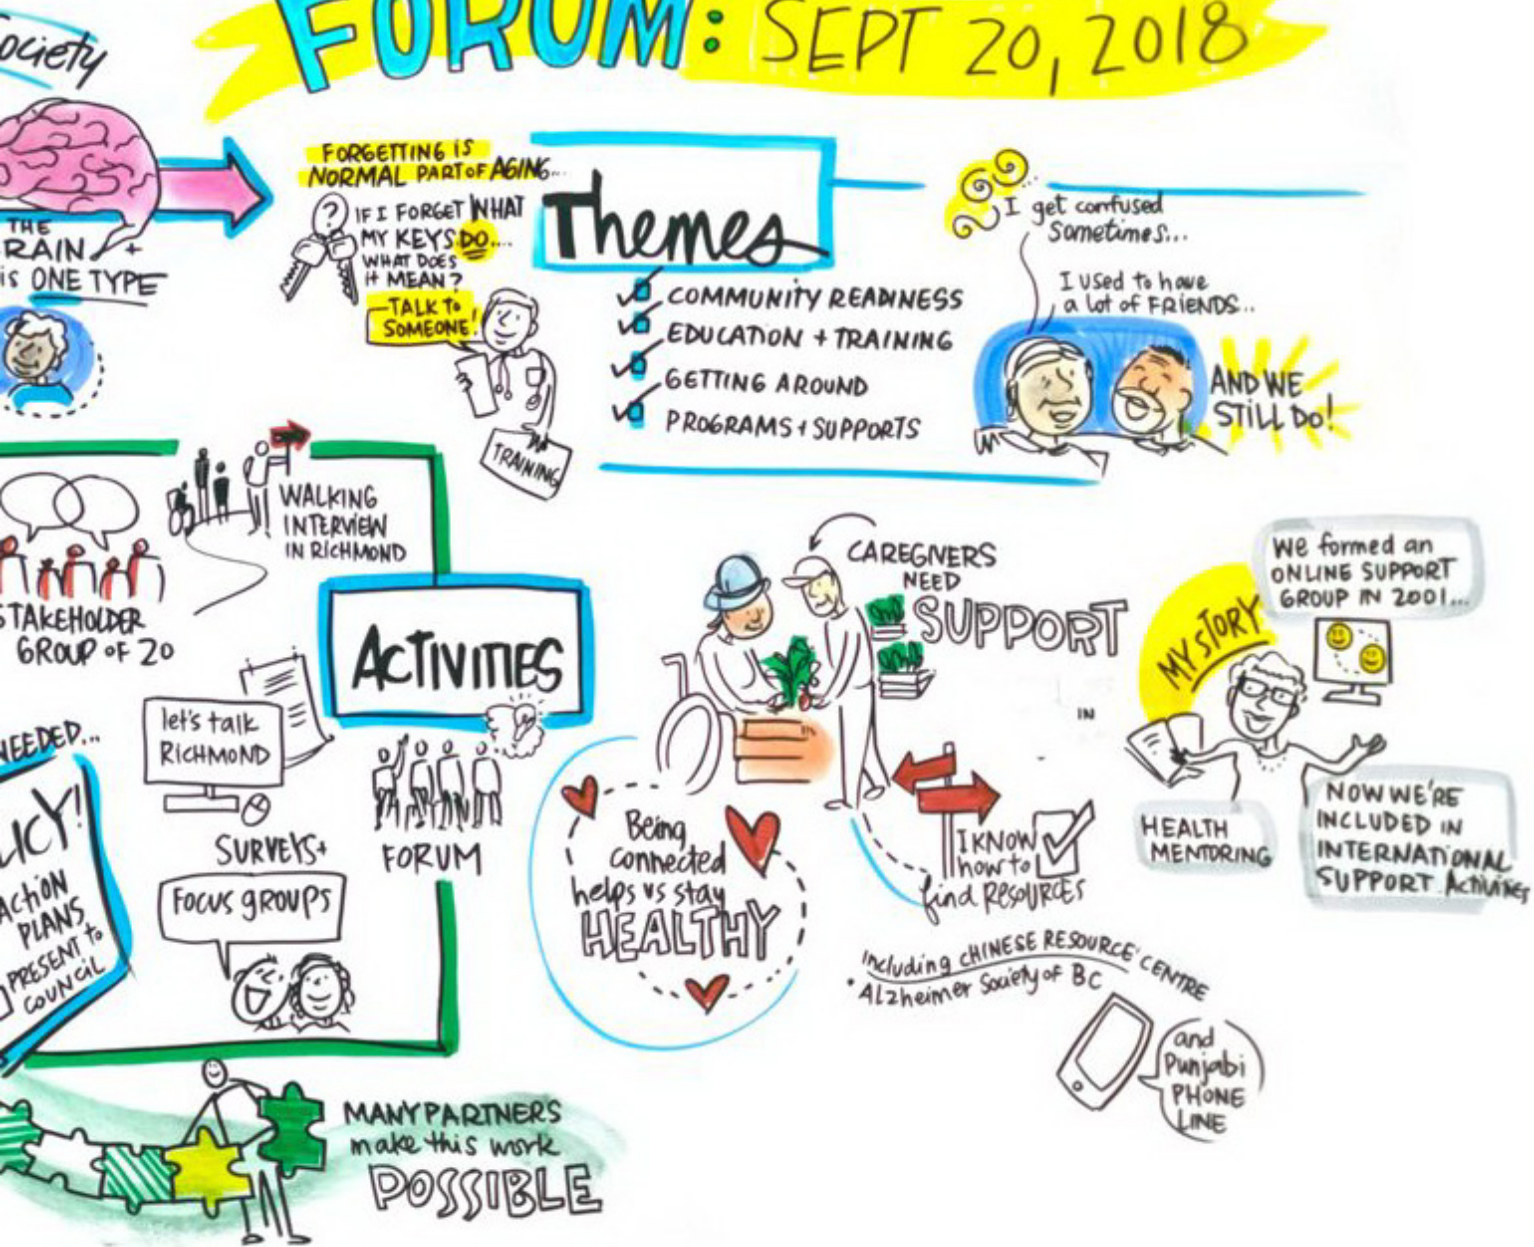 FORUM: SEPT 20, 2018
ociety
THE
RAIN +
is ONE TYPE
FORGETTING iS
NORMAL PART OF AGING...
?
IF I FORGET WHAT
MY KEYS DO....
WHAT DOES
iT MEAN?
TALK to
SOMEONE!
TRAINING
Themes
COMMUNITY READINESS
EDUCATION + TRAINING
GETTING AROUND
PROGRAMS + SUPPORTS
I get confused
sometimes...
I used to have
a lot of FRiENDS...
AND WE
STILL DO!
WALKING
INTERVIEW
IN RICHMOND
STAKEHOLDER
GROUP OF 20
ACTIVITIES
let's talk
RICHMOND
SURVEYS +
FOCUS gROUPS
FORUM
NEEDED...
LICY!
ACTiON
PLANS
PRESENT to
COUNCiL
MANY PARTNERS
make this work
POSSIBLE
CAREGIVERS
NEED
SUPPORT
IN
Being
connected
helps us stay
HEALTHY
I KNOW
how to
find RESOURCES
including CHINESE RESOURCE CENTRE
• ALzheimer Society of BC
and
Punjabi
PHONE
LINE
MY STORY
We formed an
ONLINE SUPPORT
GROUP IN 2001...
HEALTH
MENTORING
NOW WE'RE
INCLUDED IN
INTERNATIONAL
SUPPORT Activities